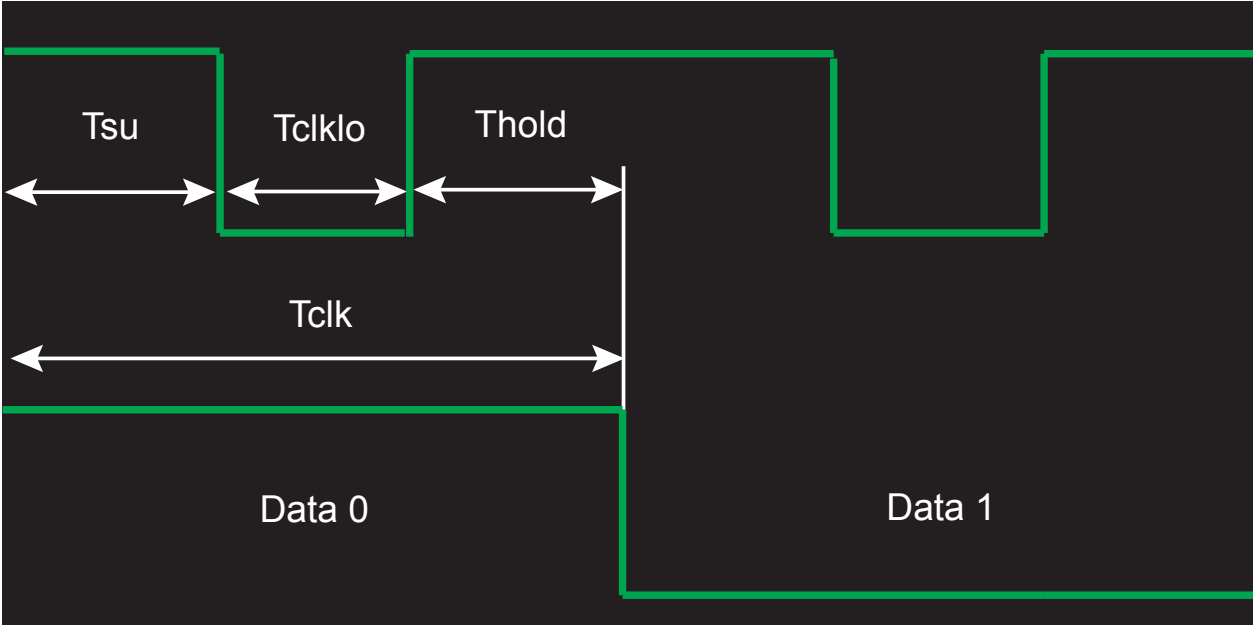 Tsu
Tclklo
Thold
Tclk
Data 0
Data 1